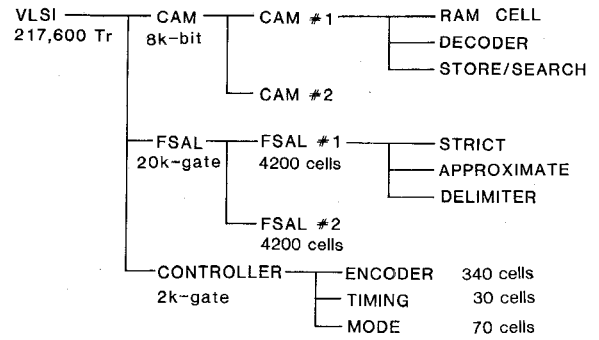 VLSI CAM CAM #1 RAM CELL
217,600 Tr 8k-bit DECODER
STORE/SEARCH
CAM #2
FSAL FSAL #1 STRICT
20k-gate 4200 cells APPROXIMATE
DELIMITER
FSAL #2
4200 cells
CONTROLLER ENCODER 340 cells
2k-gate TIMING 30 cells
MODE 70 cells